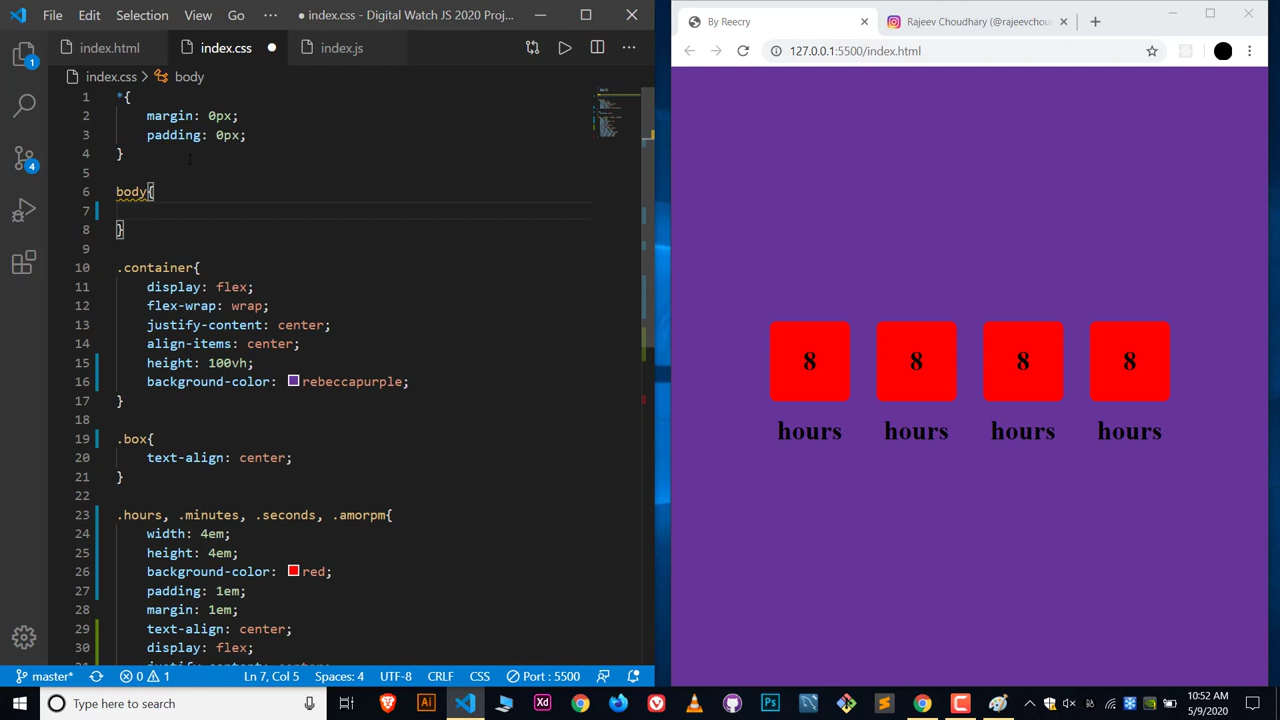 File Edit Selection View Go ··· ● index.css - Digital Watch JS 2020 Proj...
index.html index.css ● index.js
index.css > body
1 *{
2 margin: 0px;
3 padding: 0px;
4 }
5
6 body{
7
8 }
9
10 .container{
11 display: flex;
12 flex-wrap: wrap;
13 justify-content: center;
14 align-items: center;
15 height: 100vh;
16 background-color: rebeccapurple;
17 }
18
19 .box{
20 text-align: center;
21 }
22
23 .hours, .minutes, .seconds, .amorpm{
24 width: 4em;
25 height: 4em;
26 background-color: red;
27 padding: 1em;
28 margin: 1em;
29 text-align: center;
30 display: flex;
1
4
master* 0 1 Ln 7, Col 5 Spaces: 4 UTF-8 CRLF CSS Port : 5500
By Reecry Rajeev Choudhary (@rajeevchou
127.0.0.1:5500/index.html
8 8 8 8
hours hours hours hours
Type here to search
Ai Xd Ps
10:52 AM
5/9/2020